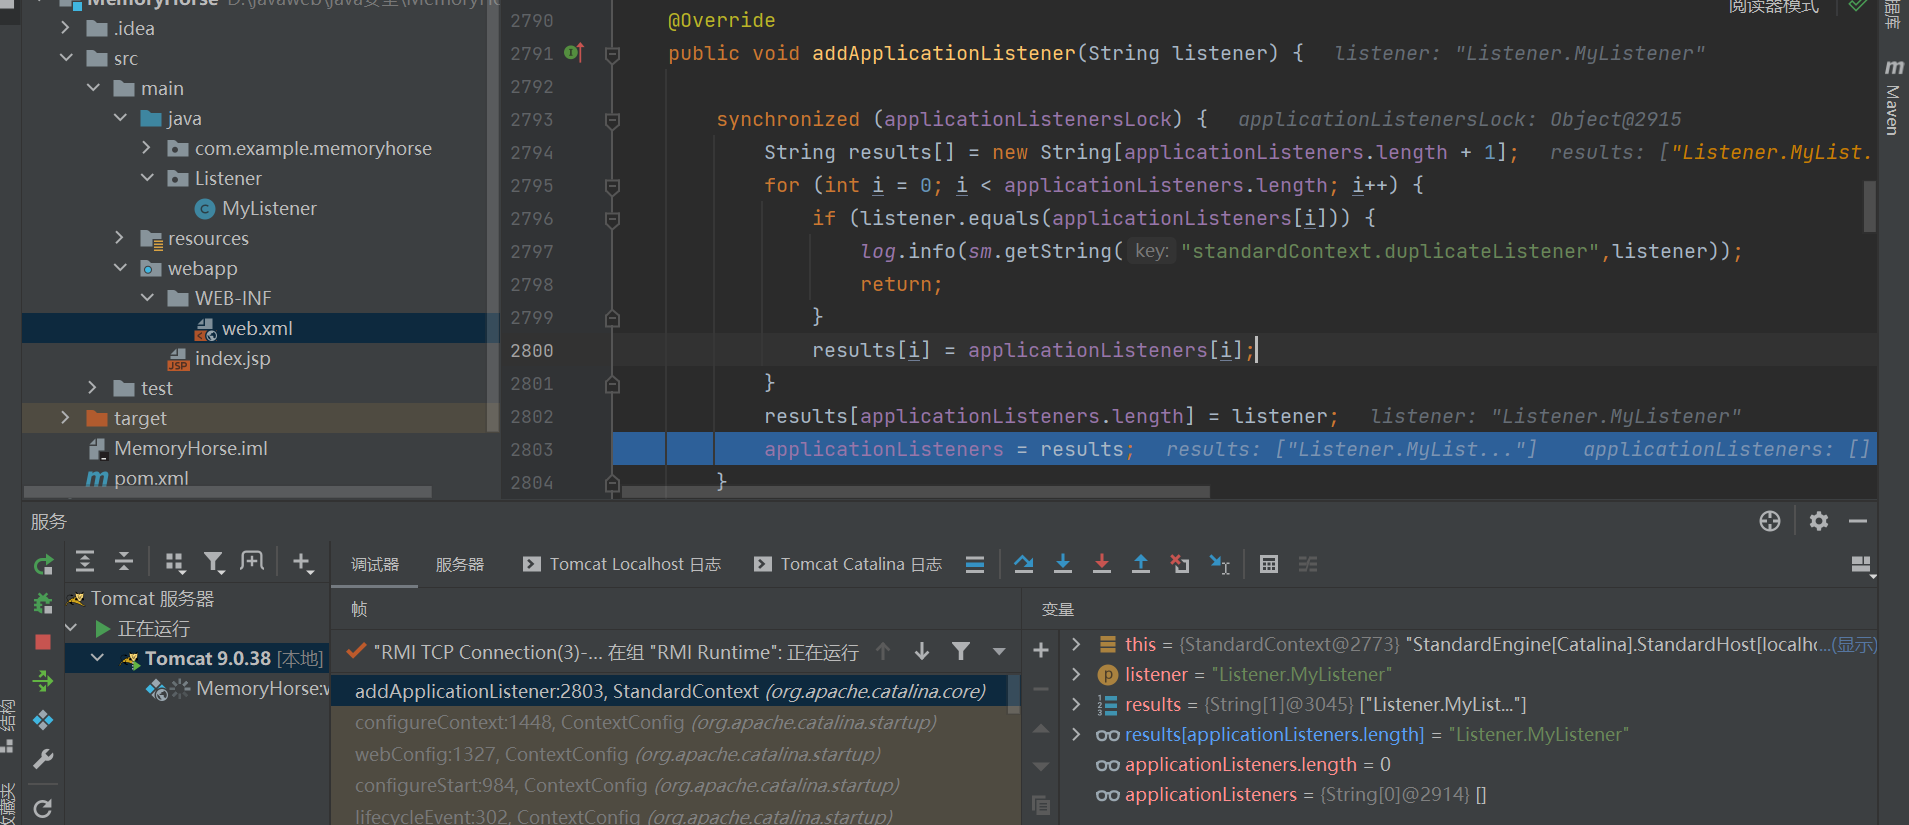 MemoryHorse D:\javaweb\java安全\MemoryHo
.idea
src
main
java
com.example.memoryhorse
Listener
MyListener
resources
webapp
WEB-INF
web.xml
index.jsp
test
target
MemoryHorse.iml
pom.xml
阅读器模式
2790 @Override
2791 public void addApplicationListener(String listener) { listener: "Listener.MyListener"
2792
2793 synchronized (applicationListenersLock) { applicationListenersLock: Object@2915
2794 String results[] = new String[applicationListeners.length + 1]; results: ["Listener.MyList.
2795 for (int i = 0; i < applicationListeners.length; i++) {
2796 if (listener.equals(applicationListeners[i])) {
2797 log.info(sm.getString( key: "standardContext.duplicateListener",listener));
2798 return;
2799 }
2800 results[i] = applicationListeners[i];
2801 }
2802 results[applicationListeners.length] = listener; listener: "Listener.MyListener"
2803 applicationListeners = results; results: ["Listener.MyList..."] applicationListeners: []
2804 }
据库
Maven
服务
调试器 服务器 Tomcat Localhost 日志 Tomcat Catalina 日志
Tomcat 服务器
正在运行
Tomcat 9.0.38 [本地]
MemoryHorse:w
帧
"RMI TCP Connection(3)-... 在组 "RMI Runtime": 正在运行
addApplicationListener:2803, StandardContext (org.apache.catalina.core)
configureContext:1448, ContextConfig (org.apache.catalina.startup)
webConfig:1327, ContextConfig (org.apache.catalina.startup)
configureStart:984, ContextConfig (org.apache.catalina.startup)
lifecycleEvent:302, ContextConfig (org.apache.catalina.startup)
变量
this = {StandardContext@2773} "StandardEngine[Catalina].StandardHost[localho...(显示)
listener = "Listener.MyListener"
results = {String[1]@3045} ["Listener.MyList..."]
results[applicationListeners.length] = "Listener.MyListener"
applicationListeners.length = 0
applicationListeners = {String[0]@2914} []
结构
收藏夹